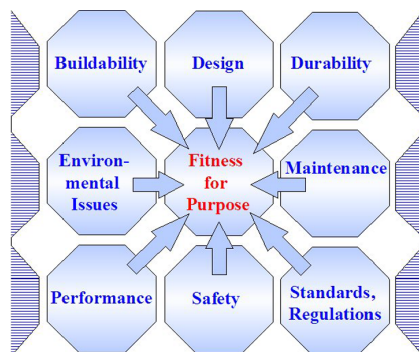 Buildability
Design
Durability
Environ-
mental
Issues
Fitness
for
Purpose
Maintenance
Performance
Safety
Standards,
Regulations